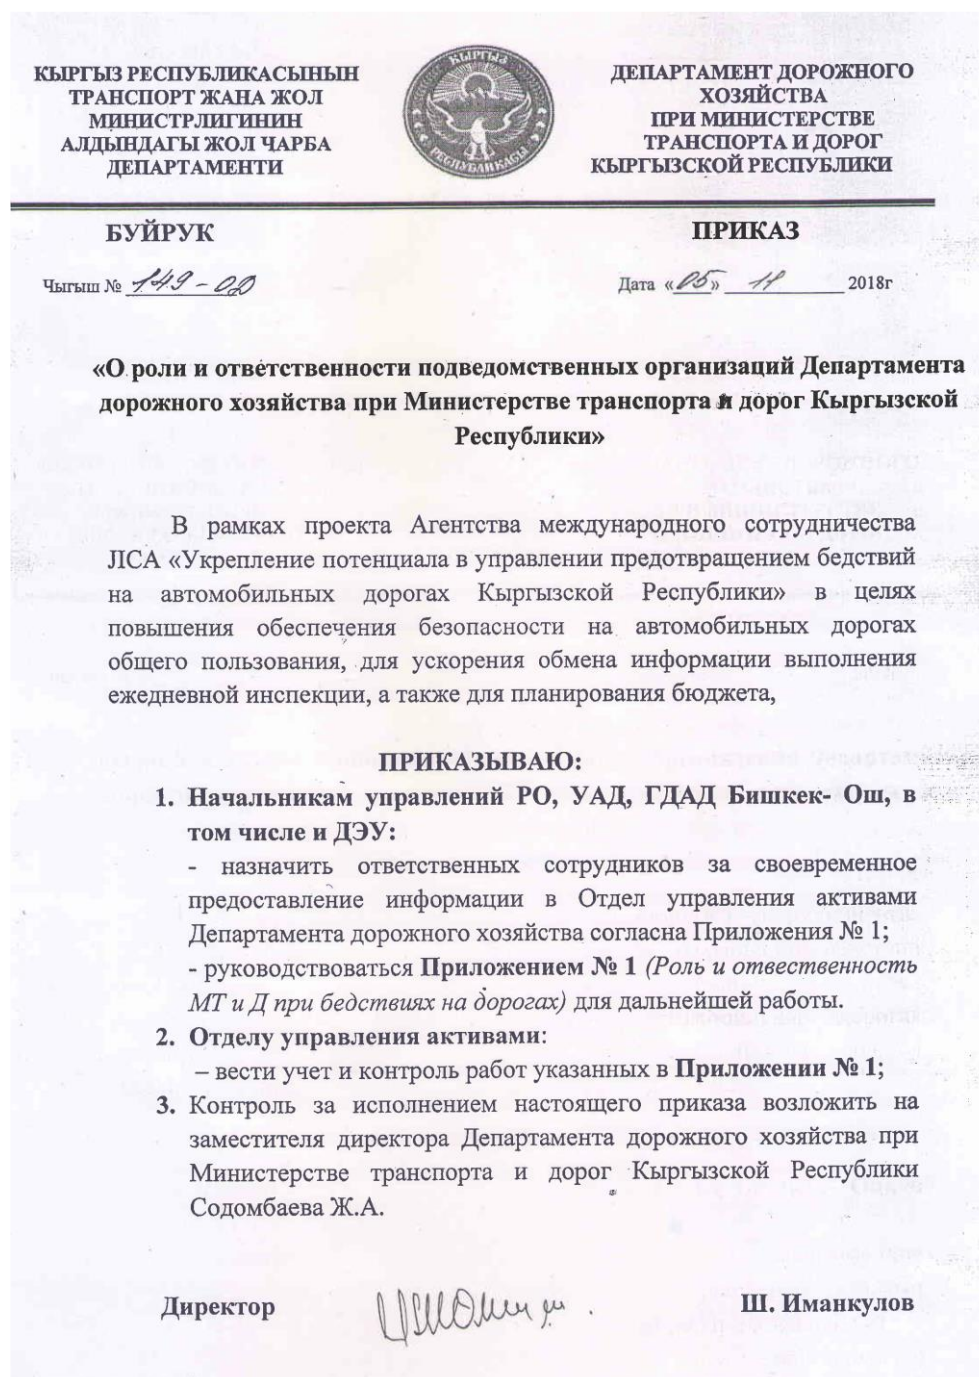 КЫРГЫЗ РЕСПУБЛИКАСЫНЫН
ТРАНСПОРТ ЖАНА ЖОЛ
МИНИСТРЛИГИНИН
АЛДЫНДАГЫ ЖОЛ ЧАРБА
ДЕПАРТАМЕНТИ
КЫРГЫЗ
РЕСПУБЛИКАСЫ
ДЕПАРТАМЕНТ ДОРОЖНОГО
ХОЗЯЙСТВА
ПРИ МИНИСТЕРСТВЕ
ТРАНСПОРТА И ДОРОГ
КЫРГЫЗСКОЙ РЕСПУБЛИКИ
БУЙРУК
ПРИКАЗ
Чыгыш № 149-
Дата «05» 11 2018г
«О роли и ответственности подведомственных организаций Департамента
дорожного хозяйства при Министерстве транспорта и дорог Кыргызской
Республики»
В рамках проекта Агентства международного сотрудничества
ЛСА «Укрепление потенциала в управлении предотвращением бедствий
на автомобильных дорогах Кыргызской Республики» в целях
повышения обеспечения безопасности на автомобильных дорогах
общего пользования, для ускорения обмена информации выполнения
ежедневной инспекции, а также для планирования бюджета,
ПРИКАЗЫВАЮ:
1. Начальникам управлений РО, УАД, ГДАД Бишкек- Ош, в
том числе и ДЭУ:
- назначить ответственных сотрудников за своевременное
предоставление информации в Отдел управления активами
Департамента дорожного хозяйства согласна Приложения № 1;
- руководствоваться Приложением № 1 (Роль и отвественность
МТ и Д при бедствиях на дорогах) для дальнейшей работы.
2. Отделу управления активами:
– вести учет и контроль работ указанных в Приложении № 1;
3. Контроль за исполнением настоящего приказа возложить на
заместителя директора Департамента дорожного хозяйства при
Министерстве транспорта и дорог Кыргызской Республики
Содомбаева Ж.А.
Директор
Ш. Иманкулов